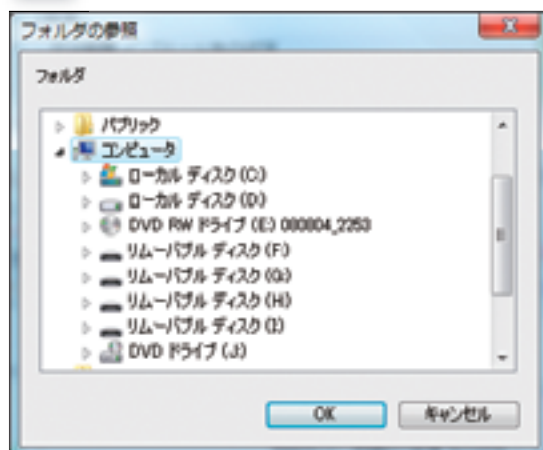 フォルダの参照
フォルダ
パブリック
コンピュータ
ローカル ディスク (C:)
ローカル ディスク (D:)
DVD RW ドライブ (E:) 080804_2253
リムーバブル ディスク (F:)
リムーバブル ディスク (G:)
リムーバブル ディスク (H:)
リムーバブル ディスク (I:)
DVD ドライブ (J:)
OK
キャンセル